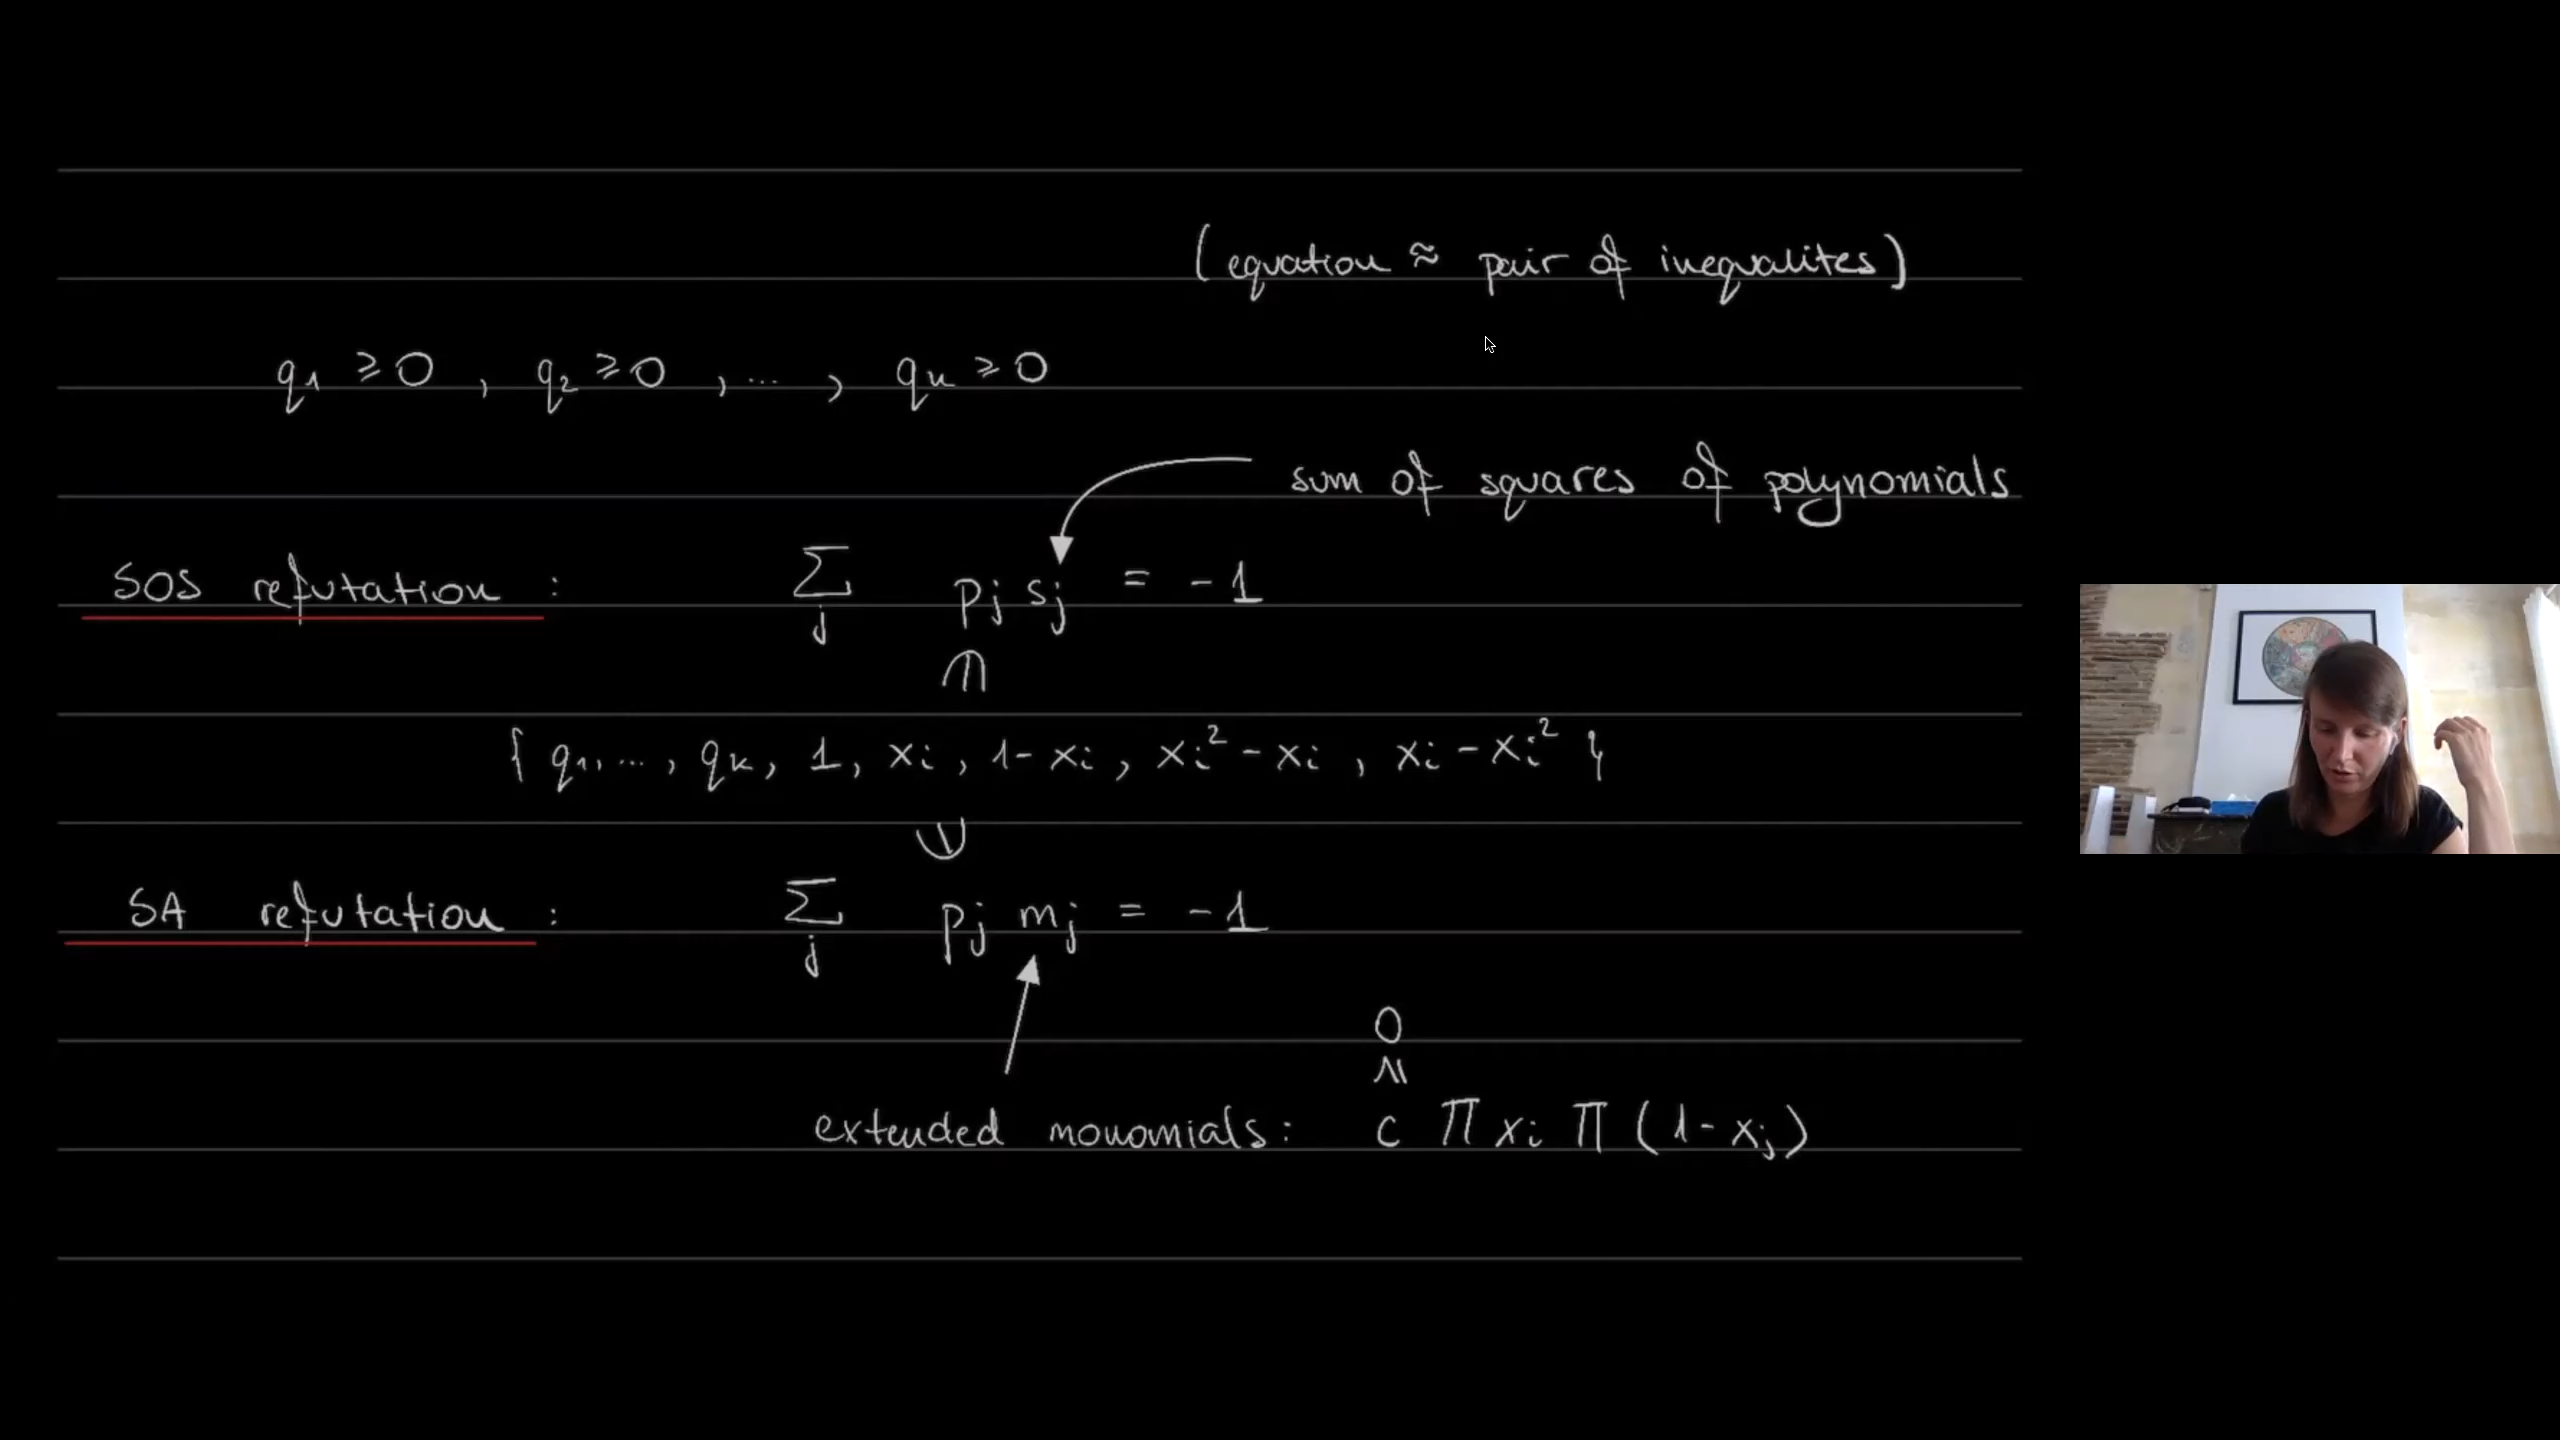 (equation ≈ pair of inequalites)
q₁ ≥ 0 , q₂ ≥ 0 , ... , qₖ ≥ 0
sum of squares of polynomials
SOS refutation : ∑ⱼ pⱼ sⱼ = -1
{ q₁, ... , qₖ, 1, xᵢ, 1-xᵢ, xᵢ² - xᵢ , xᵢ - xᵢ² }
SA refutation : ∑ⱼ pⱼ mⱼ = -1
0
≤
extended monomials: c ∏ xᵢ ∏ (1-xⱼ)